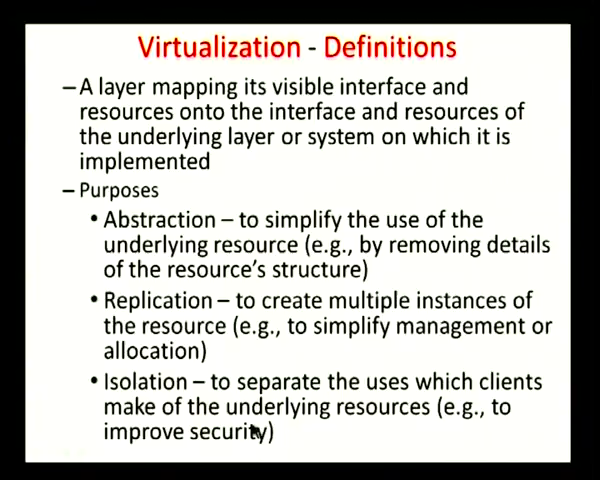 Virtualization - Definitions
– A layer mapping its visible interface and
resources onto the interface and resources of
the underlying layer or system on which it is
implemented
– Purposes
• Abstraction – to simplify the use of the
underlying resource (e.g., by removing details
of the resource's structure)
• Replication – to create multiple instances of
the resource (e.g., to simplify management or
allocation)
• Isolation – to separate the uses which clients
make of the underlying resources (e.g., to
improve security)